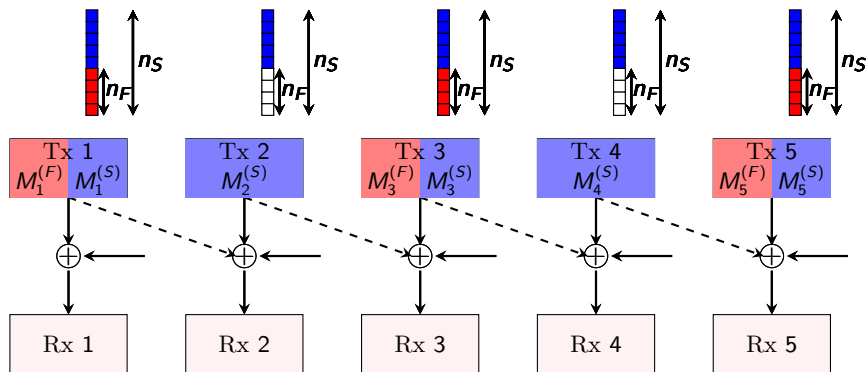 n_S n_S n_S n_S n_S
n_F n_F n_F n_F n_F
Tx 1 Tx 2 Tx 3 Tx 4 Tx 5
M_1^{(F)} M_1^{(S)} M_2^{(S)} M_3^{(F)} M_3^{(S)} M_4^{(S)} M_5^{(F)} M_5^{(S)}
Rx 1 Rx 2 Rx 3 Rx 4 Rx 5